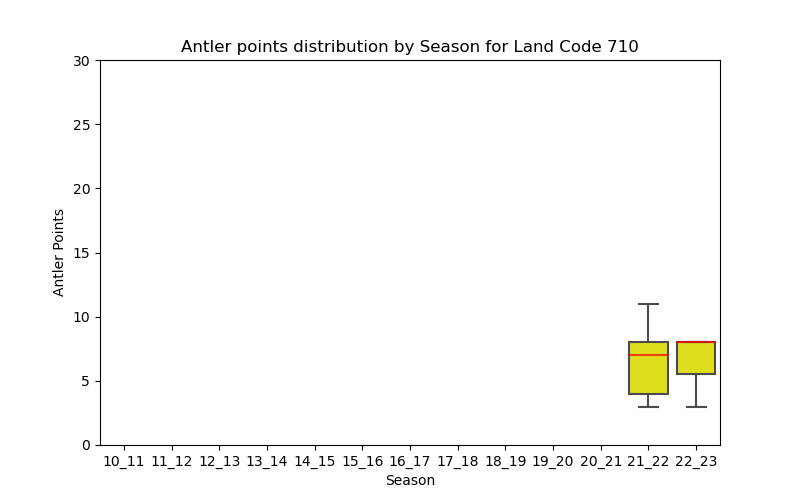 Antler points distribution by Season for Land Code 710
30
25
20
15
10
5
0
Antler Points
10_11 11_12 12_13 13_14 14_15 15_16 16_17 17_18 18_19 19_20 20_21 21_22 22_23
Season